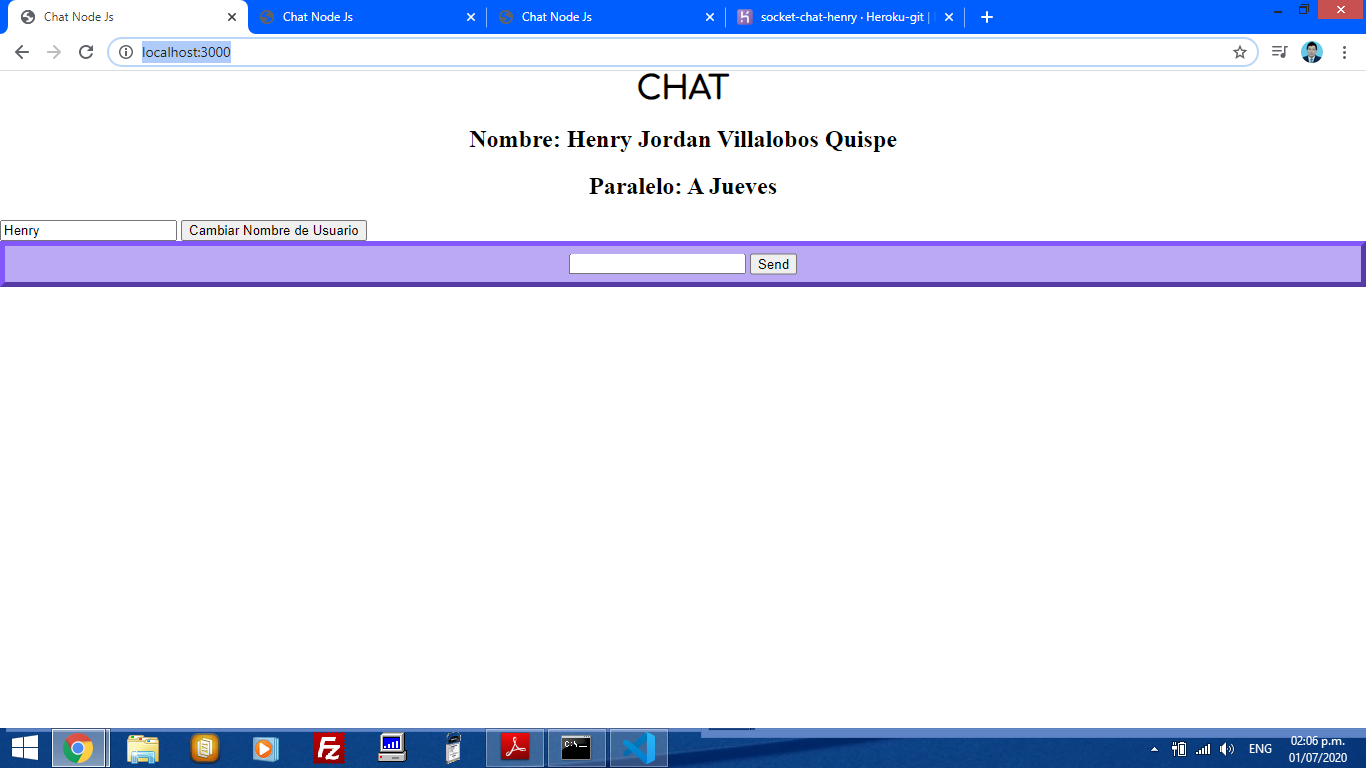 Chat Node Js
Chat Node Js
Chat Node Js
socket-chat-henry · Heroku-git |
localhost:3000
CHAT
Nombre: Henry Jordan Villalobos Quispe
Paralelo: A Jueves
Henry
Cambiar Nombre de Usuario
Send
ENG
02:06 p.m.
01/07/2020